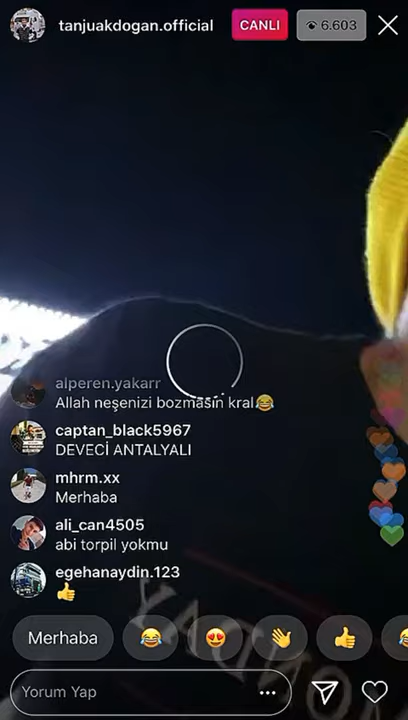 tanjuakdogan.official
CANLI
6.603
alperen.yakarr
Allah neşenizi bozmasın kral😂
captan_black5967
DEVECİ ANTALYALI
mhrm.xx
Merhaba
ali_can4505
abi torpil yokmu
egehanaydin.123
👍
Merhaba
😂
😍
👋
👍
Yorum Yap